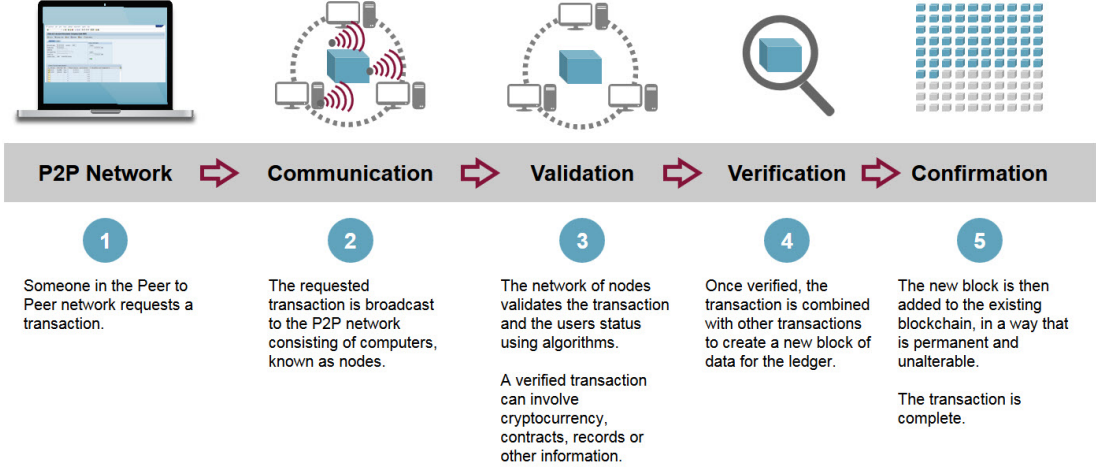 P2P Network
Communication
Validation
Verification
Confirmation
1
Someone in the Peer to
Peer network requests a
transaction.
2
The requested
transaction is broadcast
to the P2P network
consisting of computers,
known as nodes.
3
The network of nodes
validates the transaction
and the users status
using algorithms.
A verified transaction
can involve
cryptocurrency,
contracts, records or
other information.
4
Once verified, the
transaction is combined
with other transactions
to create a new block of
data for the ledger.
5
The new block is then
added to the existing
blockchain, in a way that
is permanent and
unalterable.
The transaction is
complete.